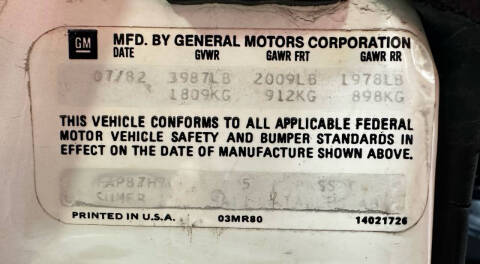 GM
MFD. BY GENERAL MOTORS CORPORATION
DATE GVWR GAWR FRT GAWR RR
07/82 3987LB 2009LB 1978LB
1809KG 912KG 898KG
THIS VEHICLE CONFORMS TO ALL APPLICABLE FEDERAL
MOTOR VEHICLE SAFETY AND BUMPER STANDARDS IN
EFFECT ON THE DATE OF MANUFACTURE SHOWN ABOVE.
PRINTED IN U.S.A. 03MR80 14021726